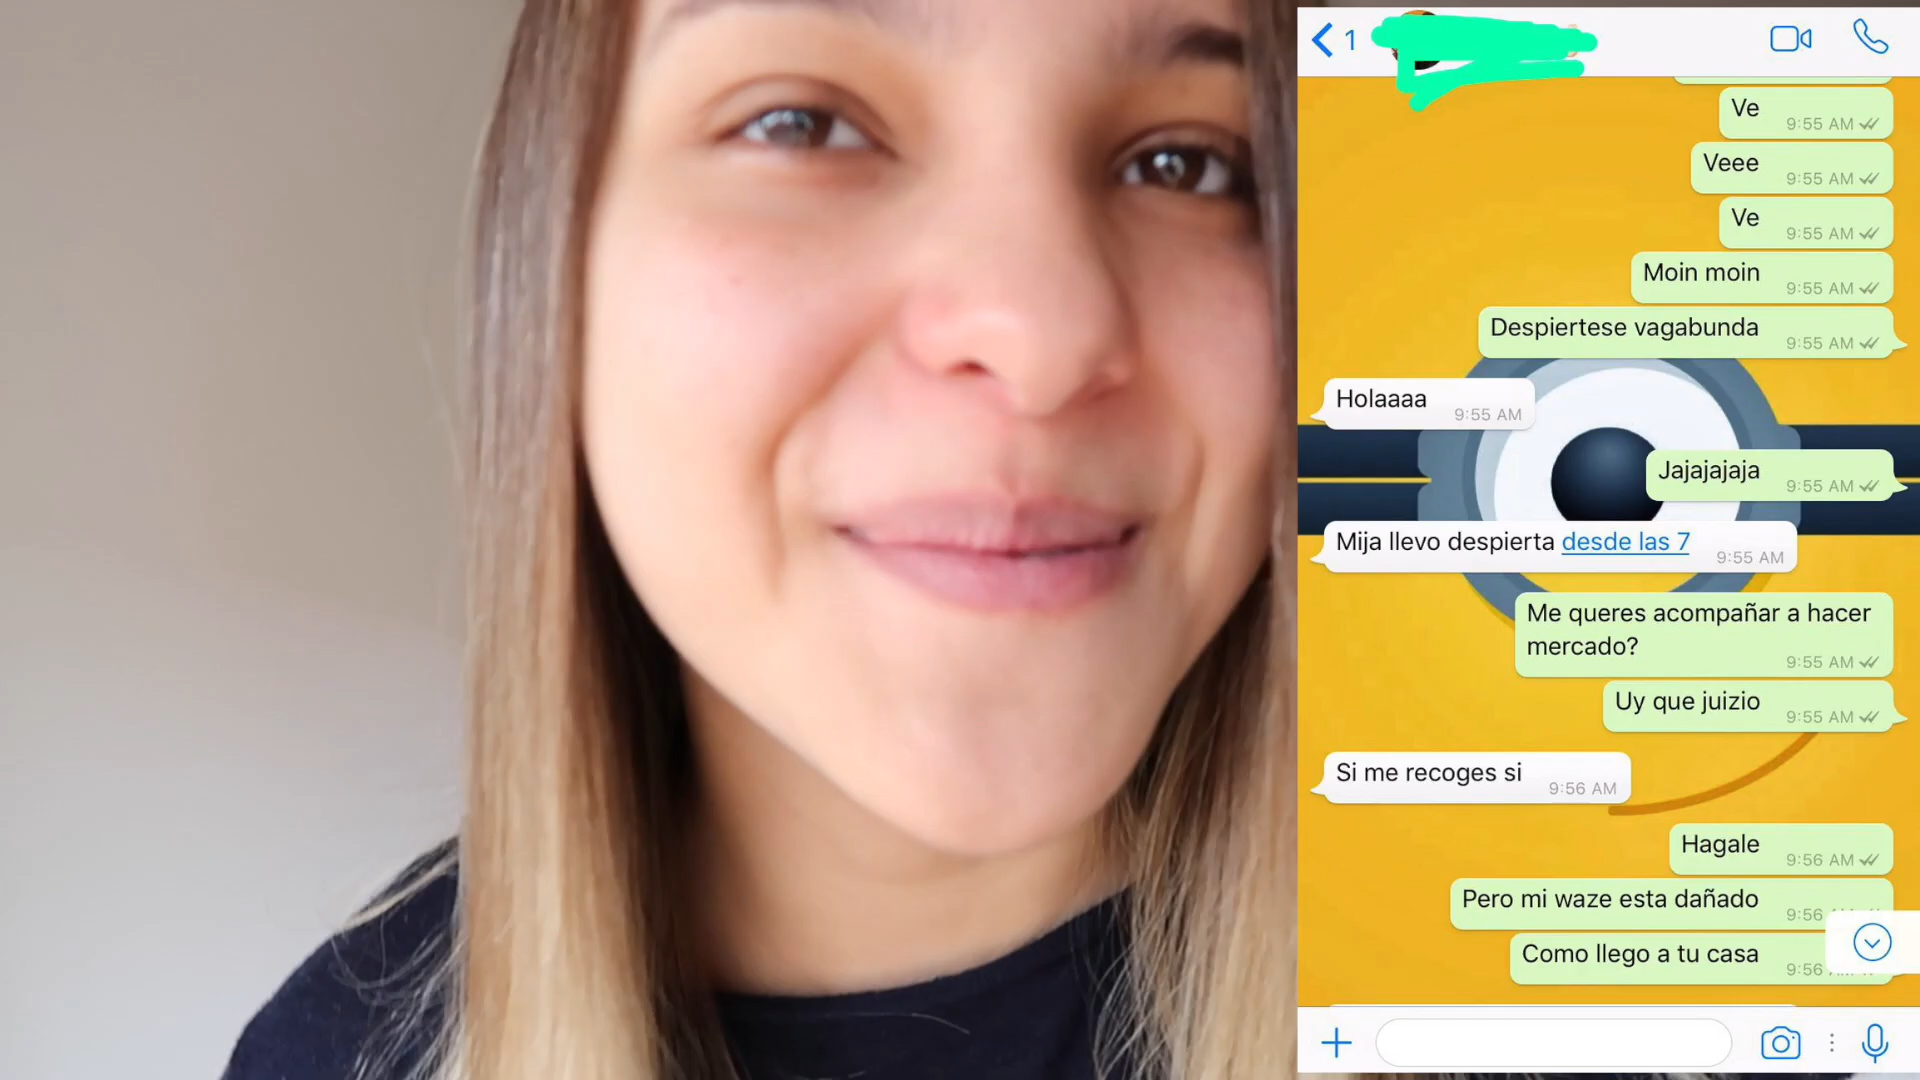 1
Ve
9:55 AM
Veee
9:55 AM
Ve
9:55 AM
Moin moin
9:55 AM
Despiertese vagabunda
9:55 AM
Holaaaa
9:55 AM
Jajajajaja
9:55 AM
Mija llevo despierta desde las 7
9:55 AM
Me queres acompañar a hacer
mercado?
9:55 AM
Uy que juizio
9:55 AM
Si me recoges si
9:56 AM
Hagale
9:56 AM
Pero mi waze esta dañado
9:56
Como llego a tu casa
9:56